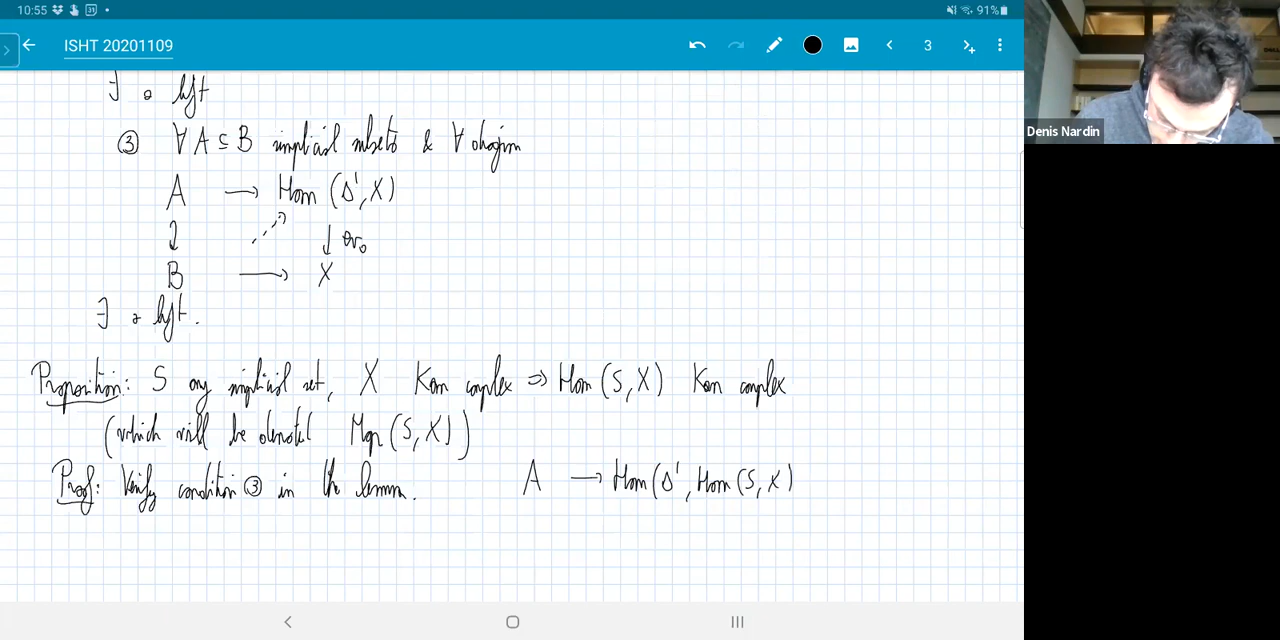 10:55
91%
ISHT 20201109
3
Denis Nardin
∃ a lift
③ ∀ A ⊆ B simplicial subsets & ∀ diagram
A → Hom (Δ¹, X)
↓ ev₀
B → X
∃ a lift.
Proposition: S any simplicial set, X Kan complex ⇒ Hom (S, X) Kan complex
(which will be denoted Map (S, X))
Proof: Verify condition ③ in the lemma. A → Hom (Δ¹, Hom (S, X)